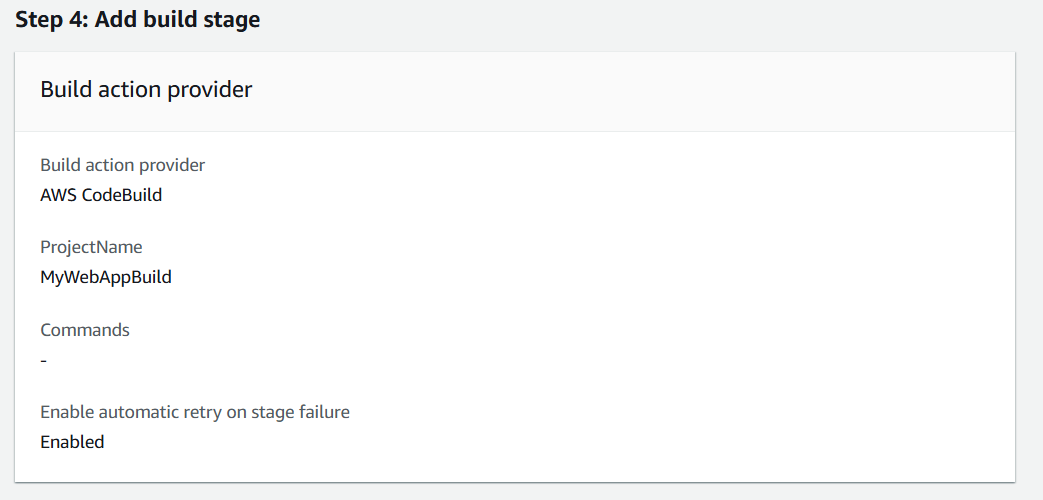 Step 4: Add build stage
Build action provider
Build action provider
AWS CodeBuild
ProjectName
MyWebAppBuild
Commands
-
Enable automatic retry on stage failure
Enabled